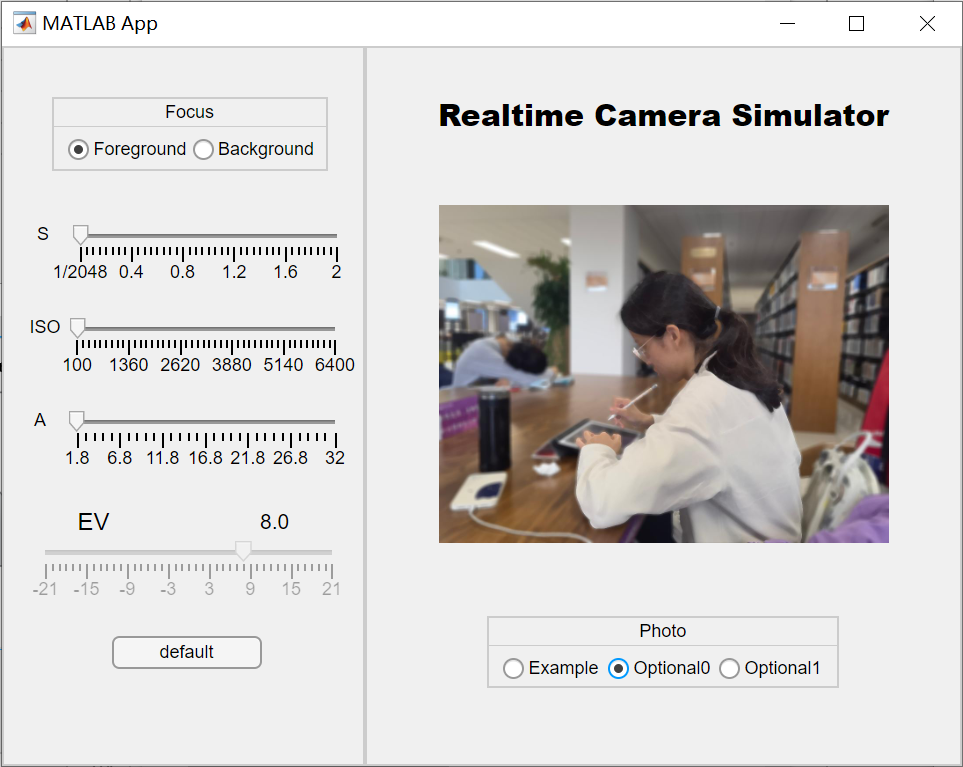 MATLAB App
Focus
Foreground Background
S
1/2048 0.4 0.8 1.2 1.6 2
ISO
100 1360 2620 3880 5140 6400
A
1.8 6.8 11.8 16.8 21.8 26.8 32
EV 8.0
-21 -15 -9 -3 3 9 15 21
default
Realtime Camera Simulator
Photo
Example Optional0 Optional1